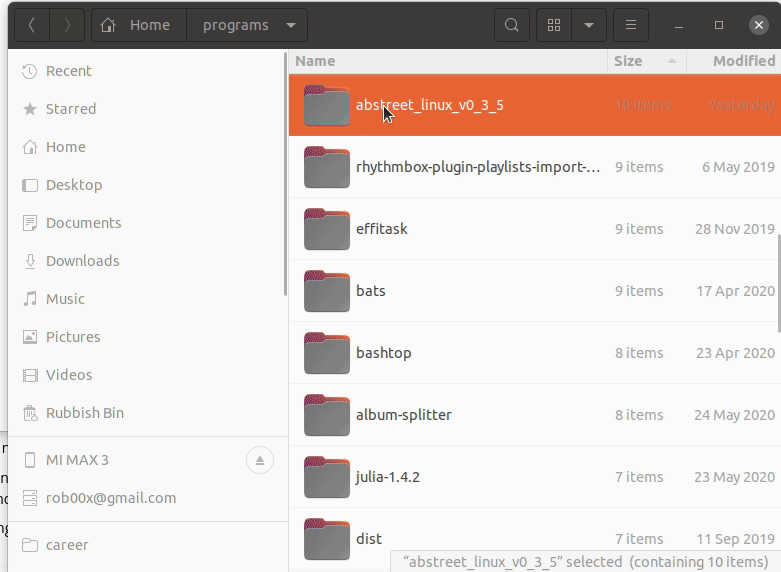 Home programs
Name Size Modified
Recent
Starred
Home
Desktop
Documents
Downloads
Music
Pictures
Videos
Rubbish Bin
MI MAX 3
rob00x@gmail.com
career
abstreet_linux_v0_3_5 10 items Yesterday
rhythmbox-plugin-playlists-import-... 9 items 6 May 2019
effitask 9 items 28 Nov 2019
bats 9 items 17 Apr 2020
bashtop 8 items 23 Apr 2020
album-splitter 8 items 24 May 2020
julia-1.4.2 7 items 23 May 2020
dist 7 items 11 Sep 2019
“abstreet_linux_v0_3_5” selected (containing 10 items)